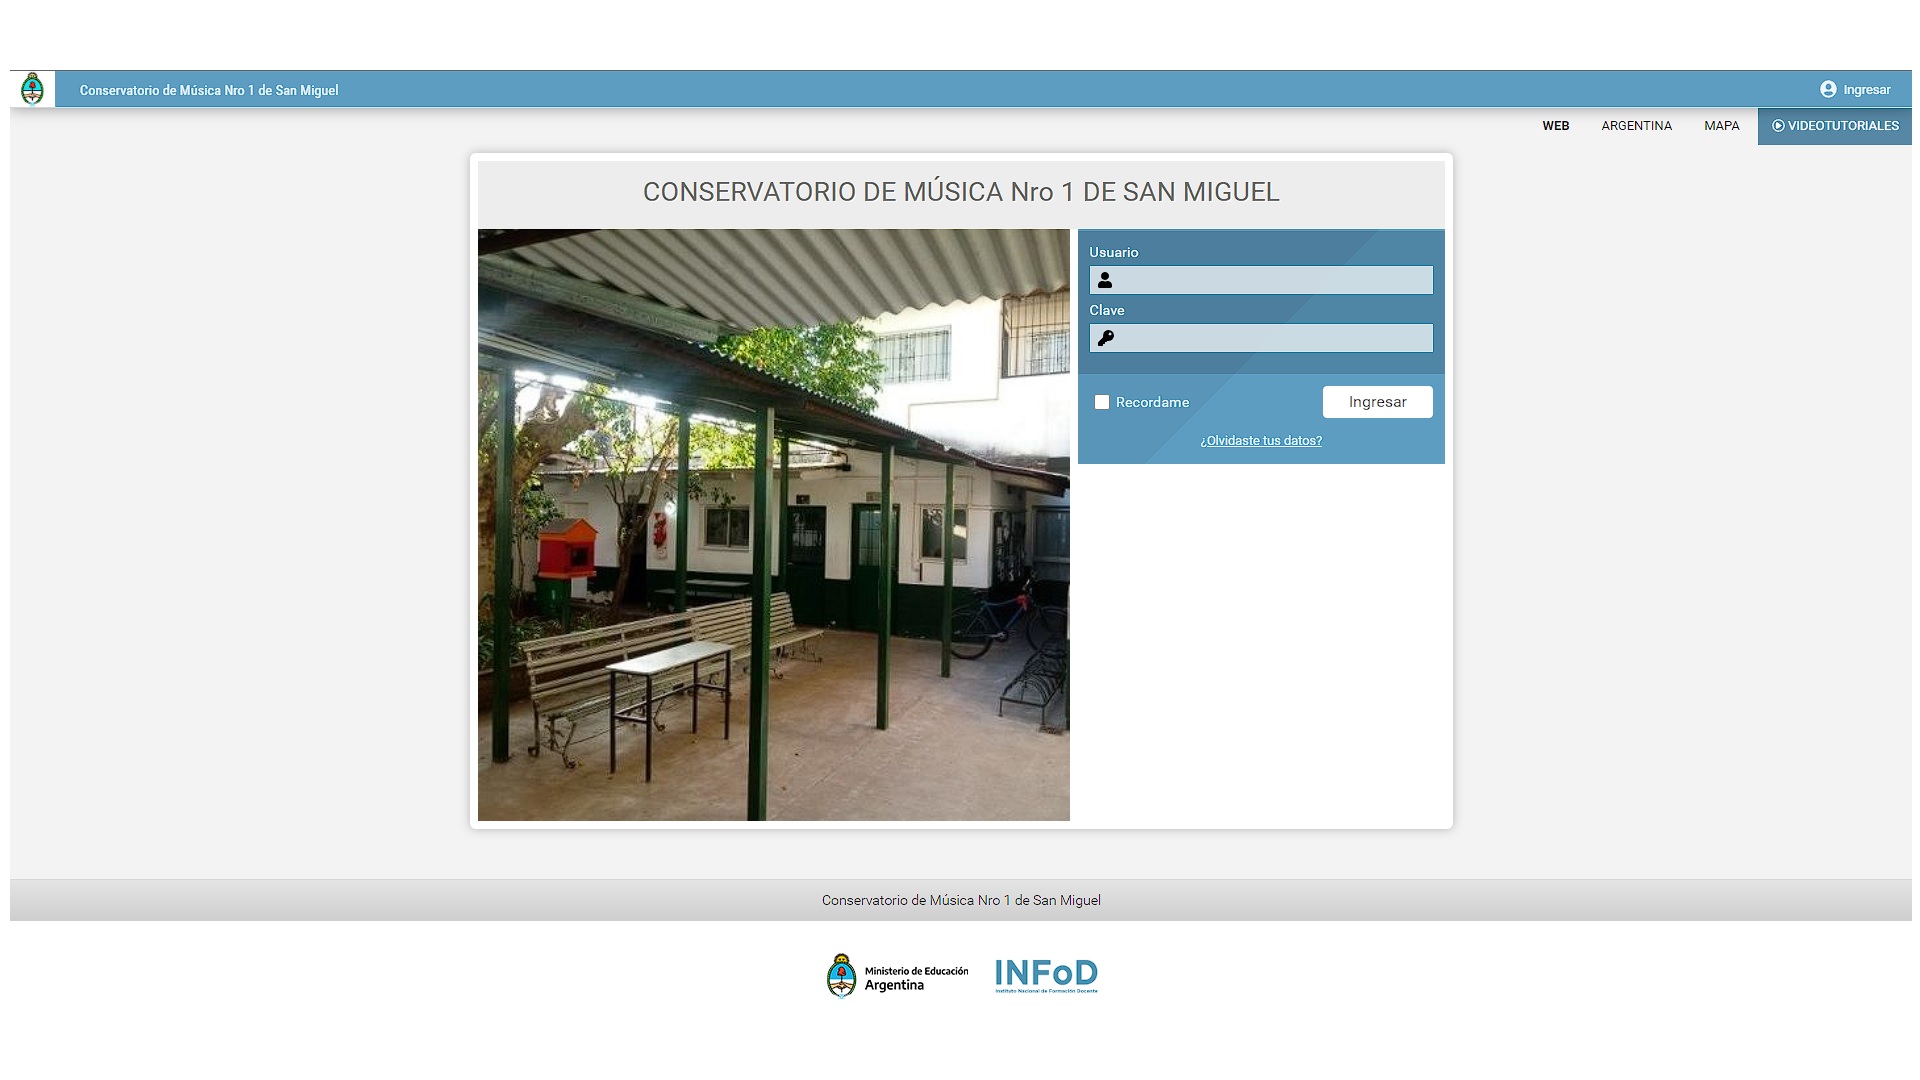 Conservatorio de Música Nro 1 de San Miguel
Ingresar
WEB ARGENTINA MAPA VIDEOTUTORIALES
CONSERVATORIO DE MÚSICA Nro 1 DE SAN MIGUEL
Usuario
Clave
Recordame
Ingresar
¿Olvidaste tus datos?
Conservatorio de Música Nro 1 de San Miguel
Ministerio de Educación
Argentina
INFoD
Instituto Nacional de Formación Docente